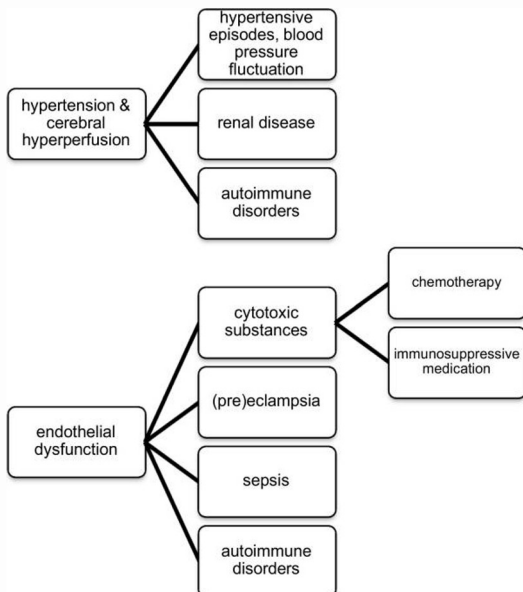 hypertensive
episodes, blood
pressure
fluctuation
hypertension &
cerebral
hyperperfusion
renal disease
autoimmune
disorders
cytotoxic
substances
chemotherapy
immunosuppressive
medication
(pre)eclampsia
endothelial
dysfunction
sepsis
autoimmune
disorders